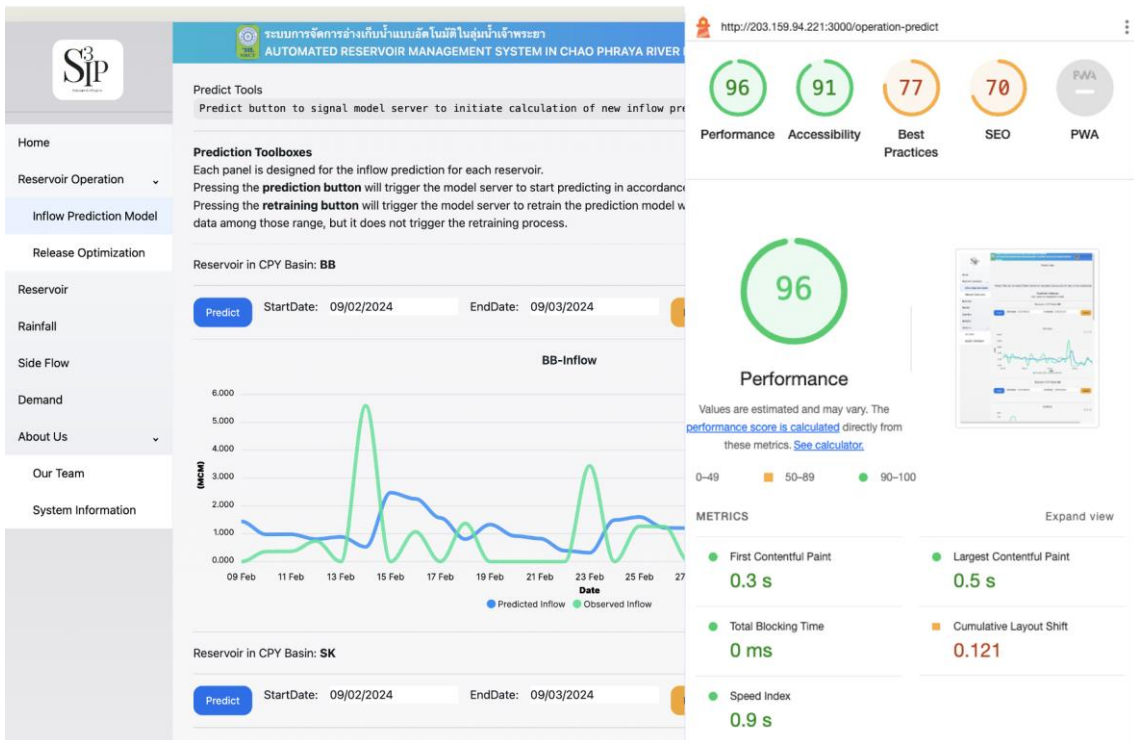 S3iP
ระบบการจัดการอ่างเก็บน้ำแบบอัตโนมัติในลุ่มน้ำเจ้าพระยา
AUTOMATED RESERVOIR MANAGEMENT SYSTEM IN CHAO PHRAYA RIVER
Home
Reservoir Operation
Inflow Prediction Model
Release Optimization
Reservoir
Rainfall
Side Flow
Demand
About Us
Our Team
System Information
Predict Tools
Predict button to signal model server to initiate calculation of new inflow pre
Prediction Toolboxes
Each panel is designed for the inflow prediction for each reservoir.
Pressing the prediction button will trigger the model server to start predicting in accordance
Pressing the retraining button will trigger the model server to retrain the prediction model w
data among those range, but it does not trigger the retraining process.
Reservoir in CPY Basin: BB
Predict StartDate: 09/02/2024 EndDate: 09/03/2024
BB-Inflow
(MCM)
6.000
5.000
4.000
3.000
2.000
1.000
0.000
09 Feb 11 Feb 13 Feb 15 Feb 17 Feb 19 Feb 21 Feb 23 Feb 25 Feb 27
Date
Predicted Inflow Observed Inflow
Reservoir in CPY Basin: SK
Predict StartDate: 09/02/2024 EndDate: 09/03/2024
http://203.159.94.221:3000/operation-predict
96 91 77 70 PWA
Performance Accessibility Best Practices SEO PWA
96
Performance
Values are estimated and may vary. The
performance score is calculated directly from
these metrics. See calculator.
0–49 50–89 90–100
METRICS Expand view
First Contentful Paint Largest Contentful Paint
0.3 s 0.5 s
Total Blocking Time Cumulative Layout Shift
0 ms 0.121
Speed Index
0.9 s